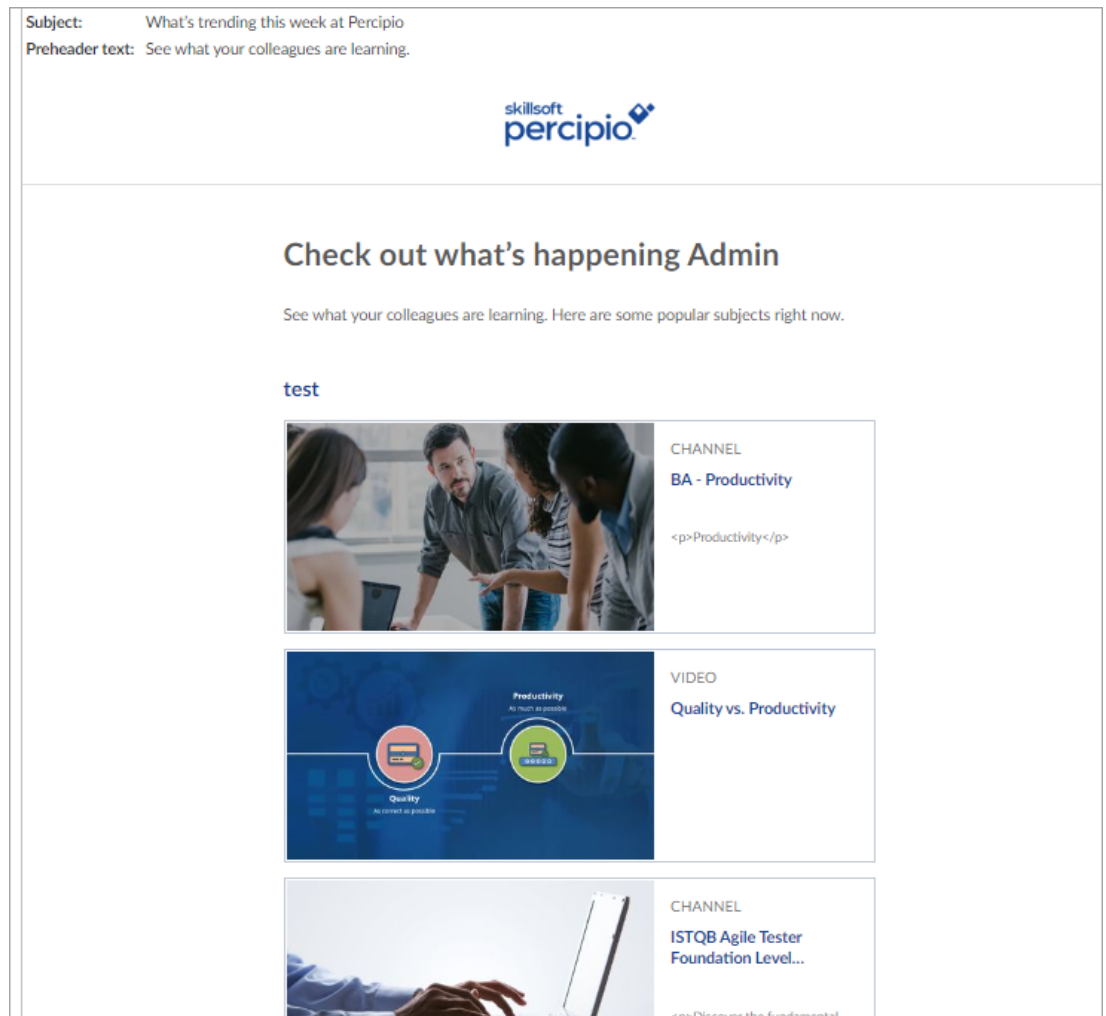 Subject: What's trending this week at Percipio
Preheader text: See what your colleagues are learning.
skillsoft
percipio
Check out what's happening Admin
See what your colleagues are learning. Here are some popular subjects right now.
test
CHANNEL
BA - Productivity
<p>Productivity</p>
Productivity
As much as possible
Quality
As correct as possible
VIDEO
Quality vs. Productivity
CHANNEL
ISTQB Agile Tester
Foundation Level...
<p>Discover the fundamental